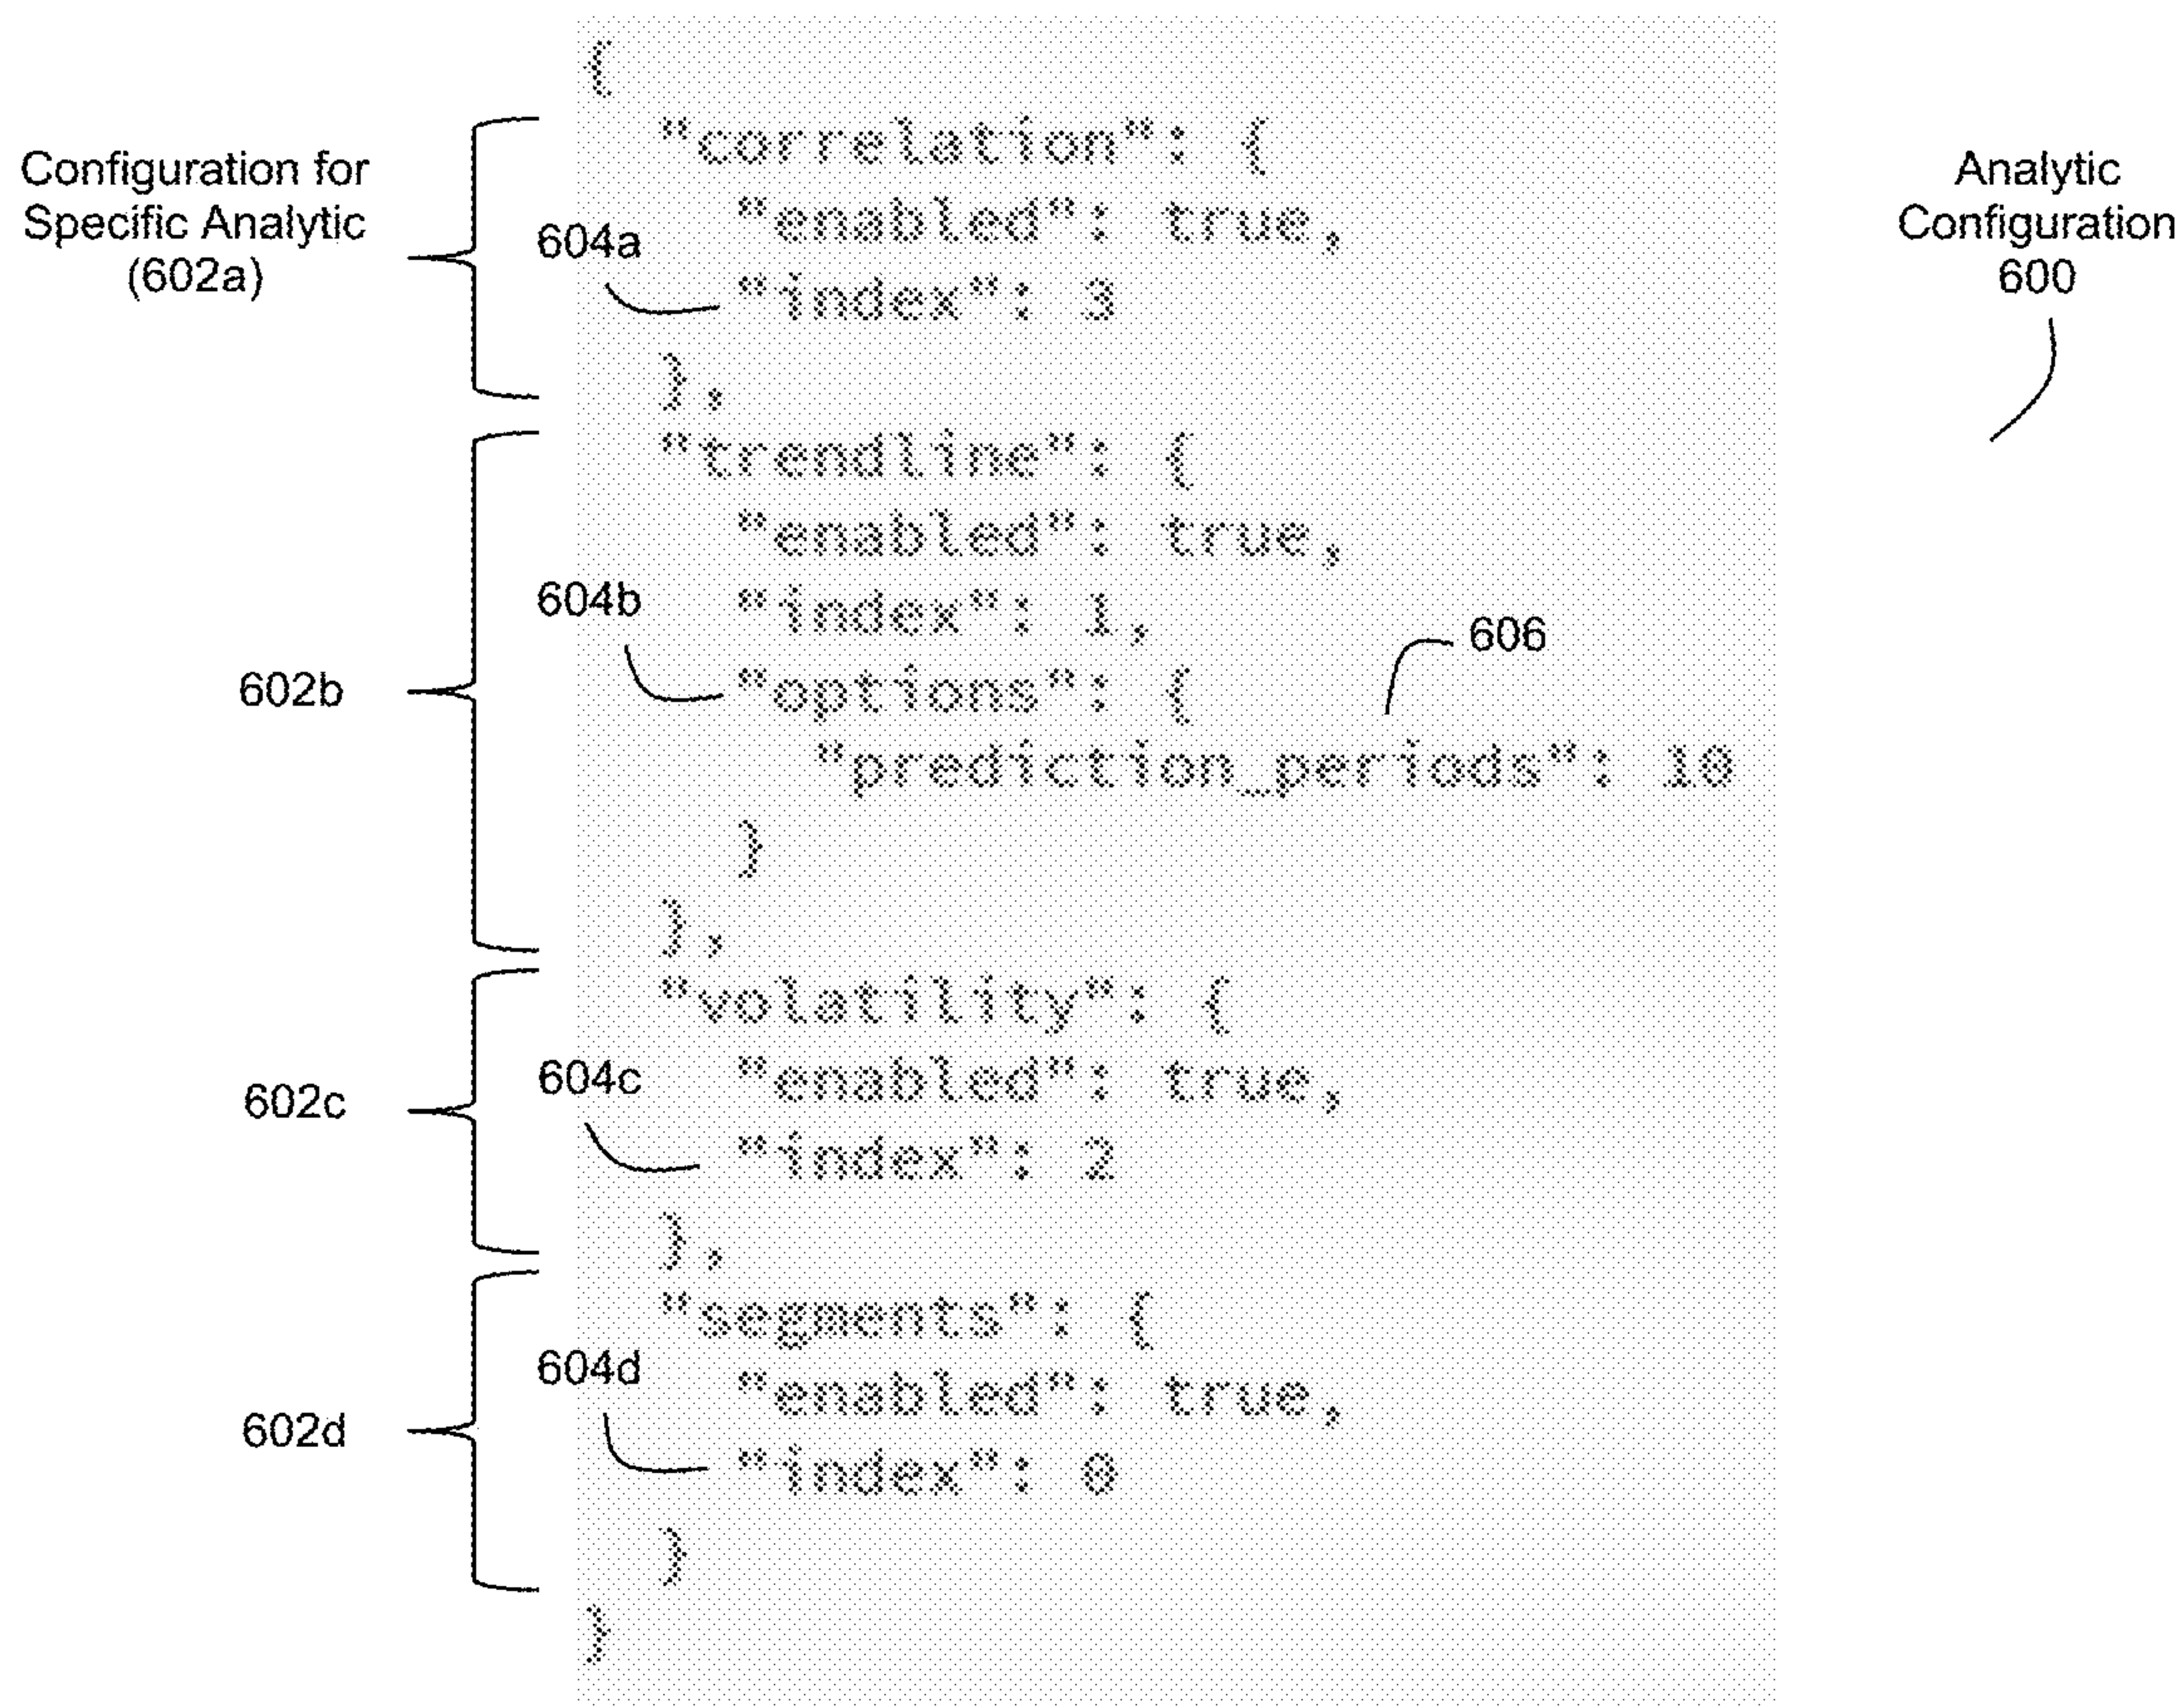 {
Configuration for
Specific Analytic
(602a)
"correlation": {
"enabled": true,
604a
"index": 3
},
Analytic
Configuration
600
602b
"trendline": {
"enabled": true,
604b
"index": 1,
606
"options": {
"prediction_periods": 10
}
},
602c
"volatility": {
604c
"enabled": true,
"index": 2
},
602d
"segments": {
604d
"enabled": true,
"index": 0
}
}